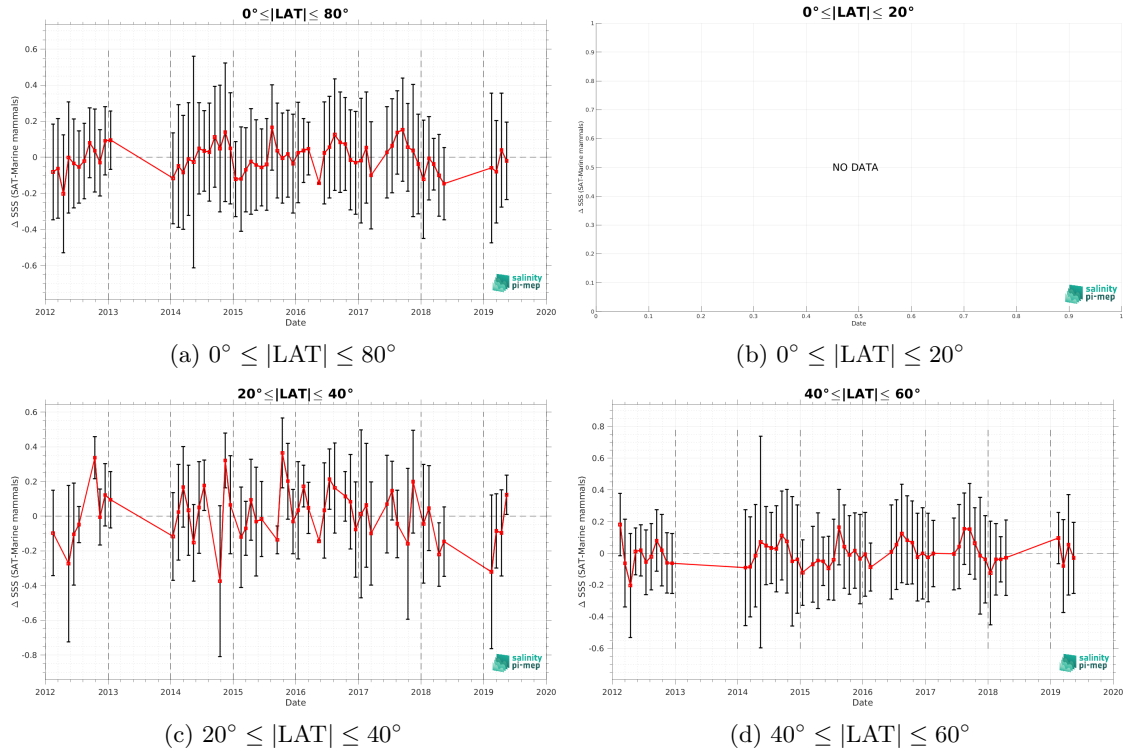 0°≤|LAT|≤ 80°
Δ SSS (SAT-Marine mammals)
0.6
0.4
0.2
0
-0.2
-0.4
-0.6
2012 2013 2014 2015 2016 2017 2018 2019 2020
Date
salinity
pi-mep
(a) 0° ≤ |LAT| ≤ 80°
0°≤|LAT|≤ 20°
Δ SSS (SAT-Marine mammals)
1
0.9
0.8
0.7
0.6
0.5
0.4
0.3
0.2
0.1
0
NO DATA
0 0.1 0.2 0.3 0.4 0.5 0.6 0.7 0.8 0.9 1
Date
salinity
pi-mep
(b) 0° ≤ |LAT| ≤ 20°
20°≤|LAT|≤ 40°
Δ SSS (SAT-Marine mammals)
0.6
0.4
0.2
0
-0.2
-0.4
-0.6
-0.8
2012 2013 2014 2015 2016 2017 2018 2019 2020
Date
salinity
pi-mep
(c) 20° ≤ |LAT| ≤ 40°
40°≤|LAT|≤ 60°
Δ SSS (SAT-Marine mammals)
0.8
0.6
0.4
0.2
0
-0.2
-0.4
-0.6
2012 2013 2014 2015 2016 2017 2018 2019 2020
Date
salinity
pi-mep
(d) 40° ≤ |LAT| ≤ 60°